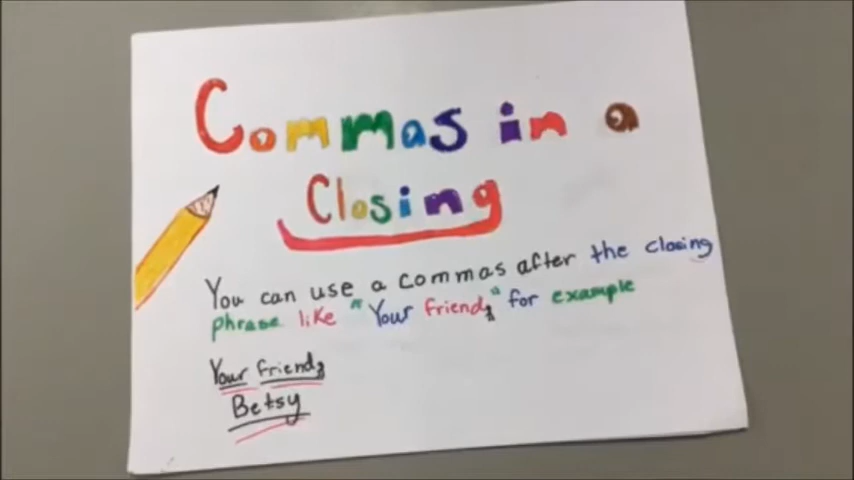 Commas in a
Closing
You can use a commas after the closing
phrase like "Your friend," for example
Your friend,
Betsy